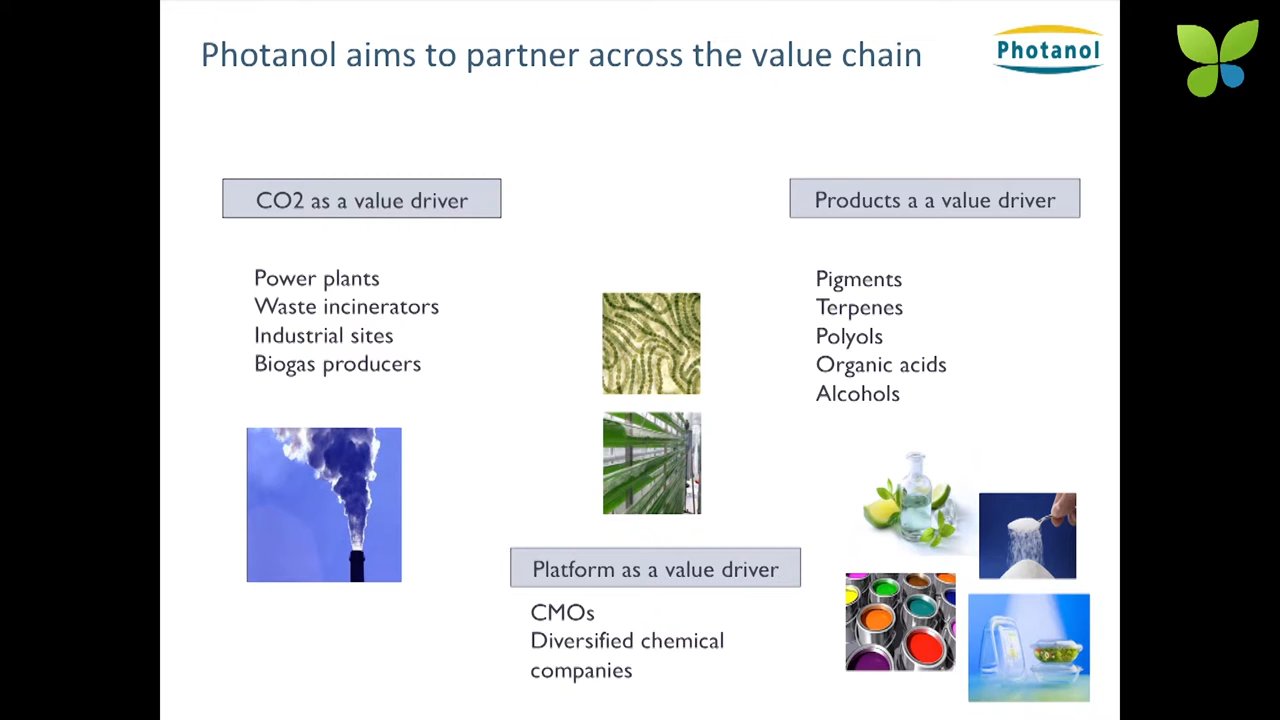 Photanol aims to partner across the value chain
Photanol
CO2 as a value driver
Power plants
Waste incinerators
Industrial sites
Biogas producers
Products a a value driver
Pigments
Terpenes
Polyols
Organic acids
Alcohols
Platform as a value driver
CMOs
Diversified chemical
companies